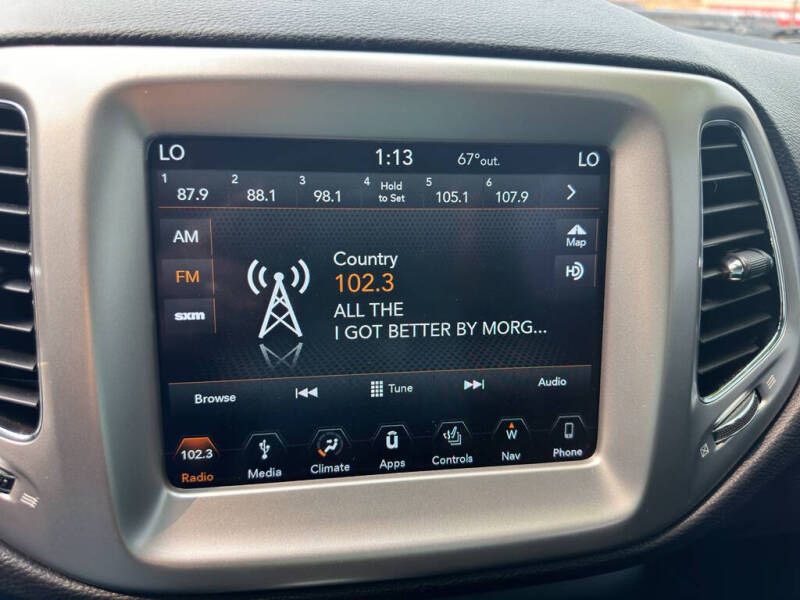 LO 1:13 67°out. LO
1 87.9 2 88.1 3 98.1 4 Hold to Set 5 105.1 6 107.9
AM
FM
sxm
Country
102.3
ALL THE
I GOT BETTER BY MORG...
Map
HD
Browse Tune Audio
102.3 W
Radio Media Climate Apps Controls Nav Phone